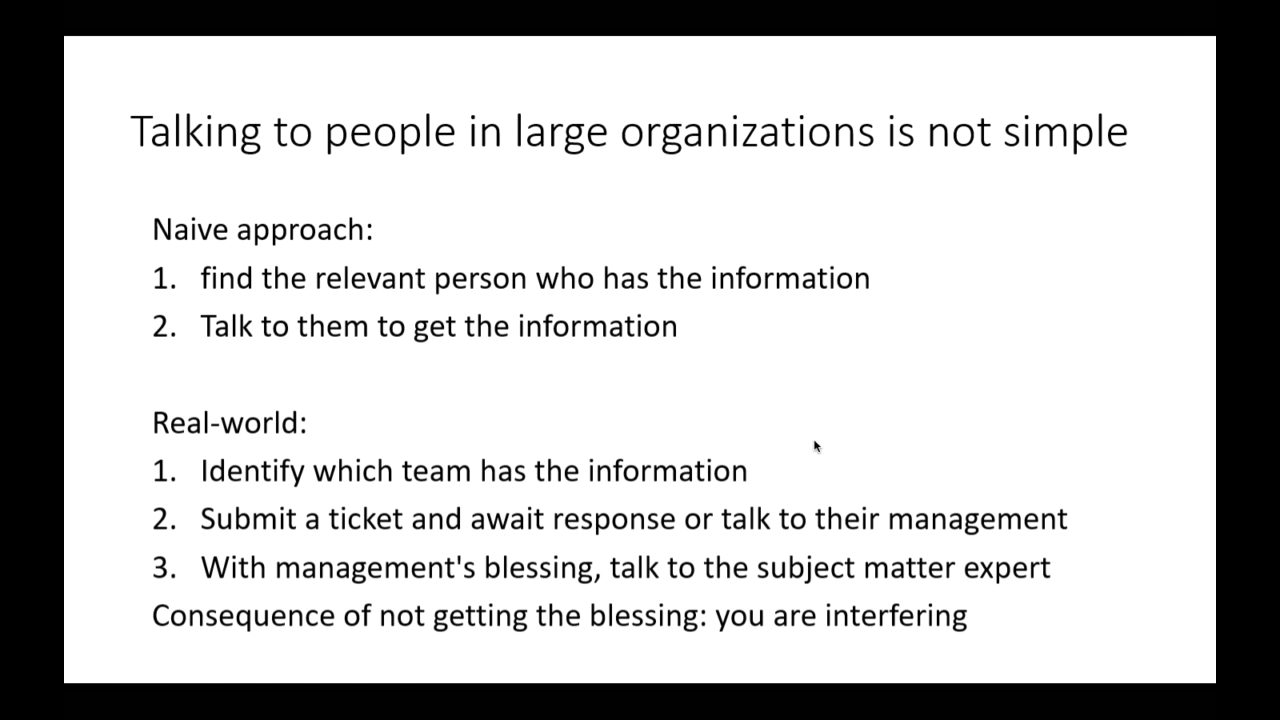 Talking to people in large organizations is not simple
Naive approach:
1. find the relevant person who has the information
2. Talk to them to get the information
Real-world:
1. Identify which team has the information
2. Submit a ticket and await response or talk to their management
3. With management's blessing, talk to the subject matter expert
Consequence of not getting the blessing: you are interfering